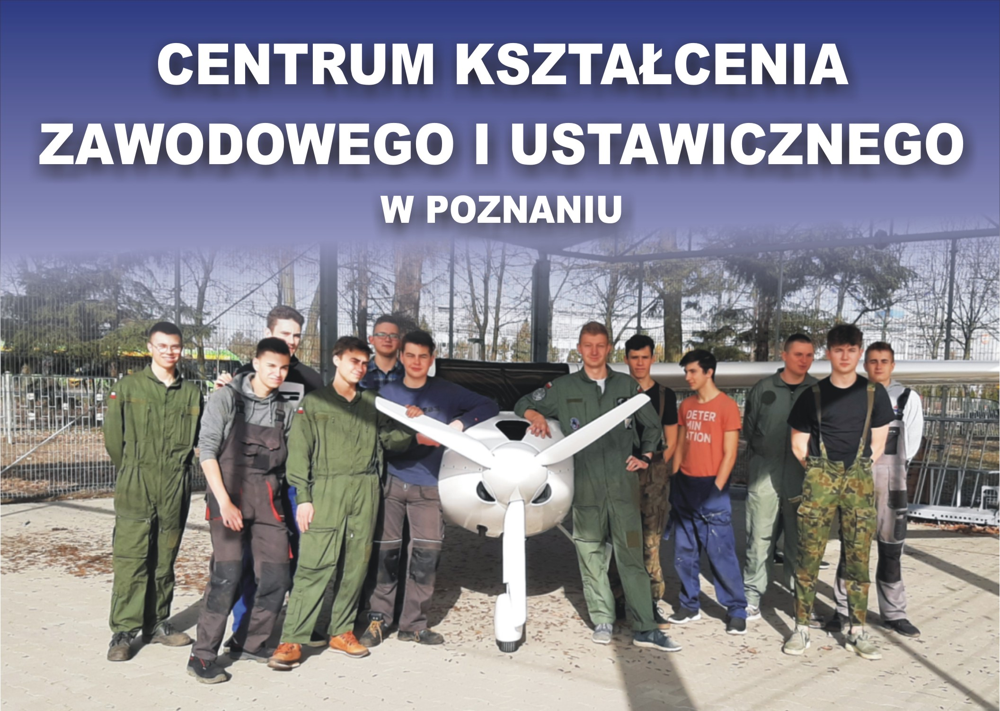 CENTRUM KSZTAŁCENIA
ZAWODOWEGO I USTAWICZNEGO
W POZNANIU
DETER
MIN
ATION